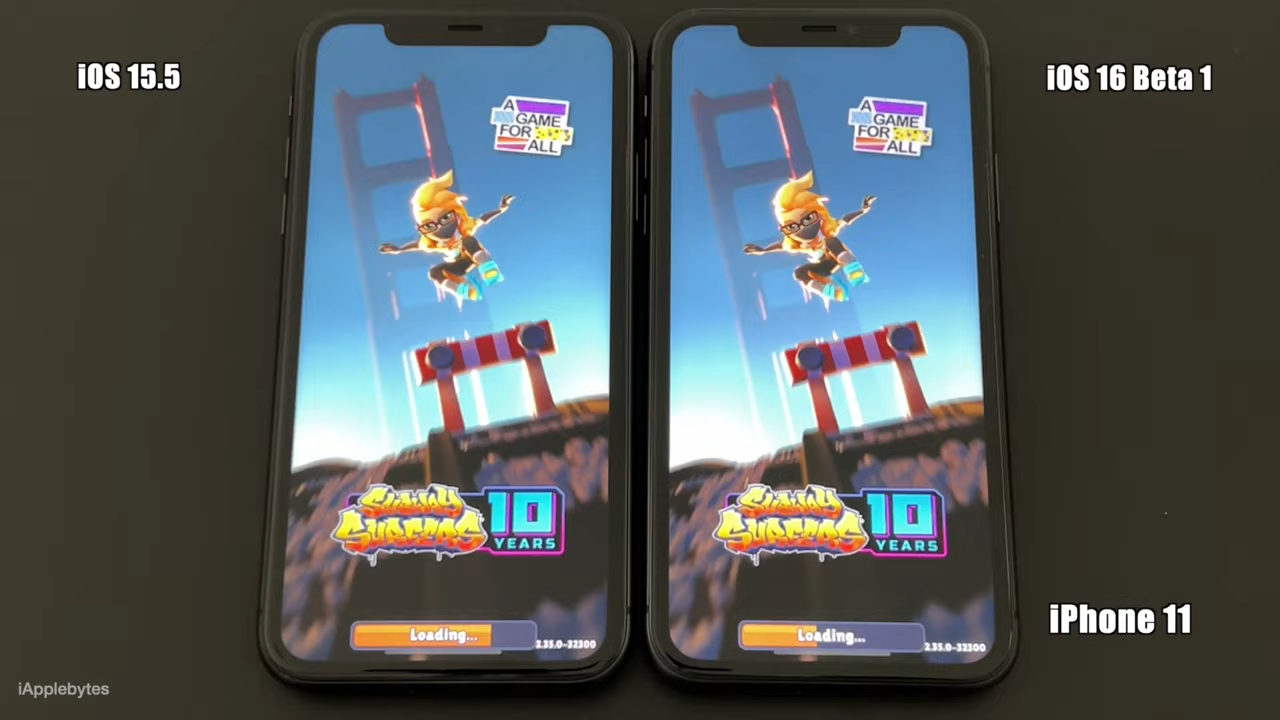 iOS 15.5
iOS 16 Beta 1
A
GAME
FOR
ALL
A
GAME
FOR
ALL
SUBWAY
SURFERS
10
YEARS
SUBWAY
SURFERS
10
YEARS
Loading...
2.35.0-32300
Loading...
2.35.0-32300
iPhone 11
iApplebytes